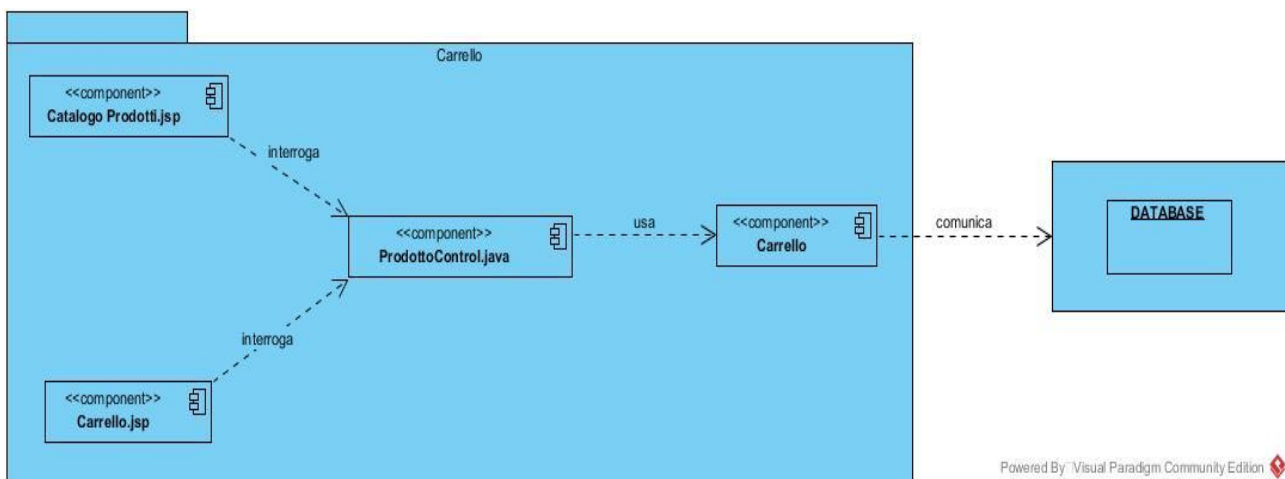 Carrello
<<component>>
Catalogo Prodotti.jsp
interroga
<<component>>
ProdottoControl.java
usa
<<component>>
Carrello
comunica
DATABASE
interroga
<<component>>
Carrello.jsp
Powered By Visual Paradigm Community Edition